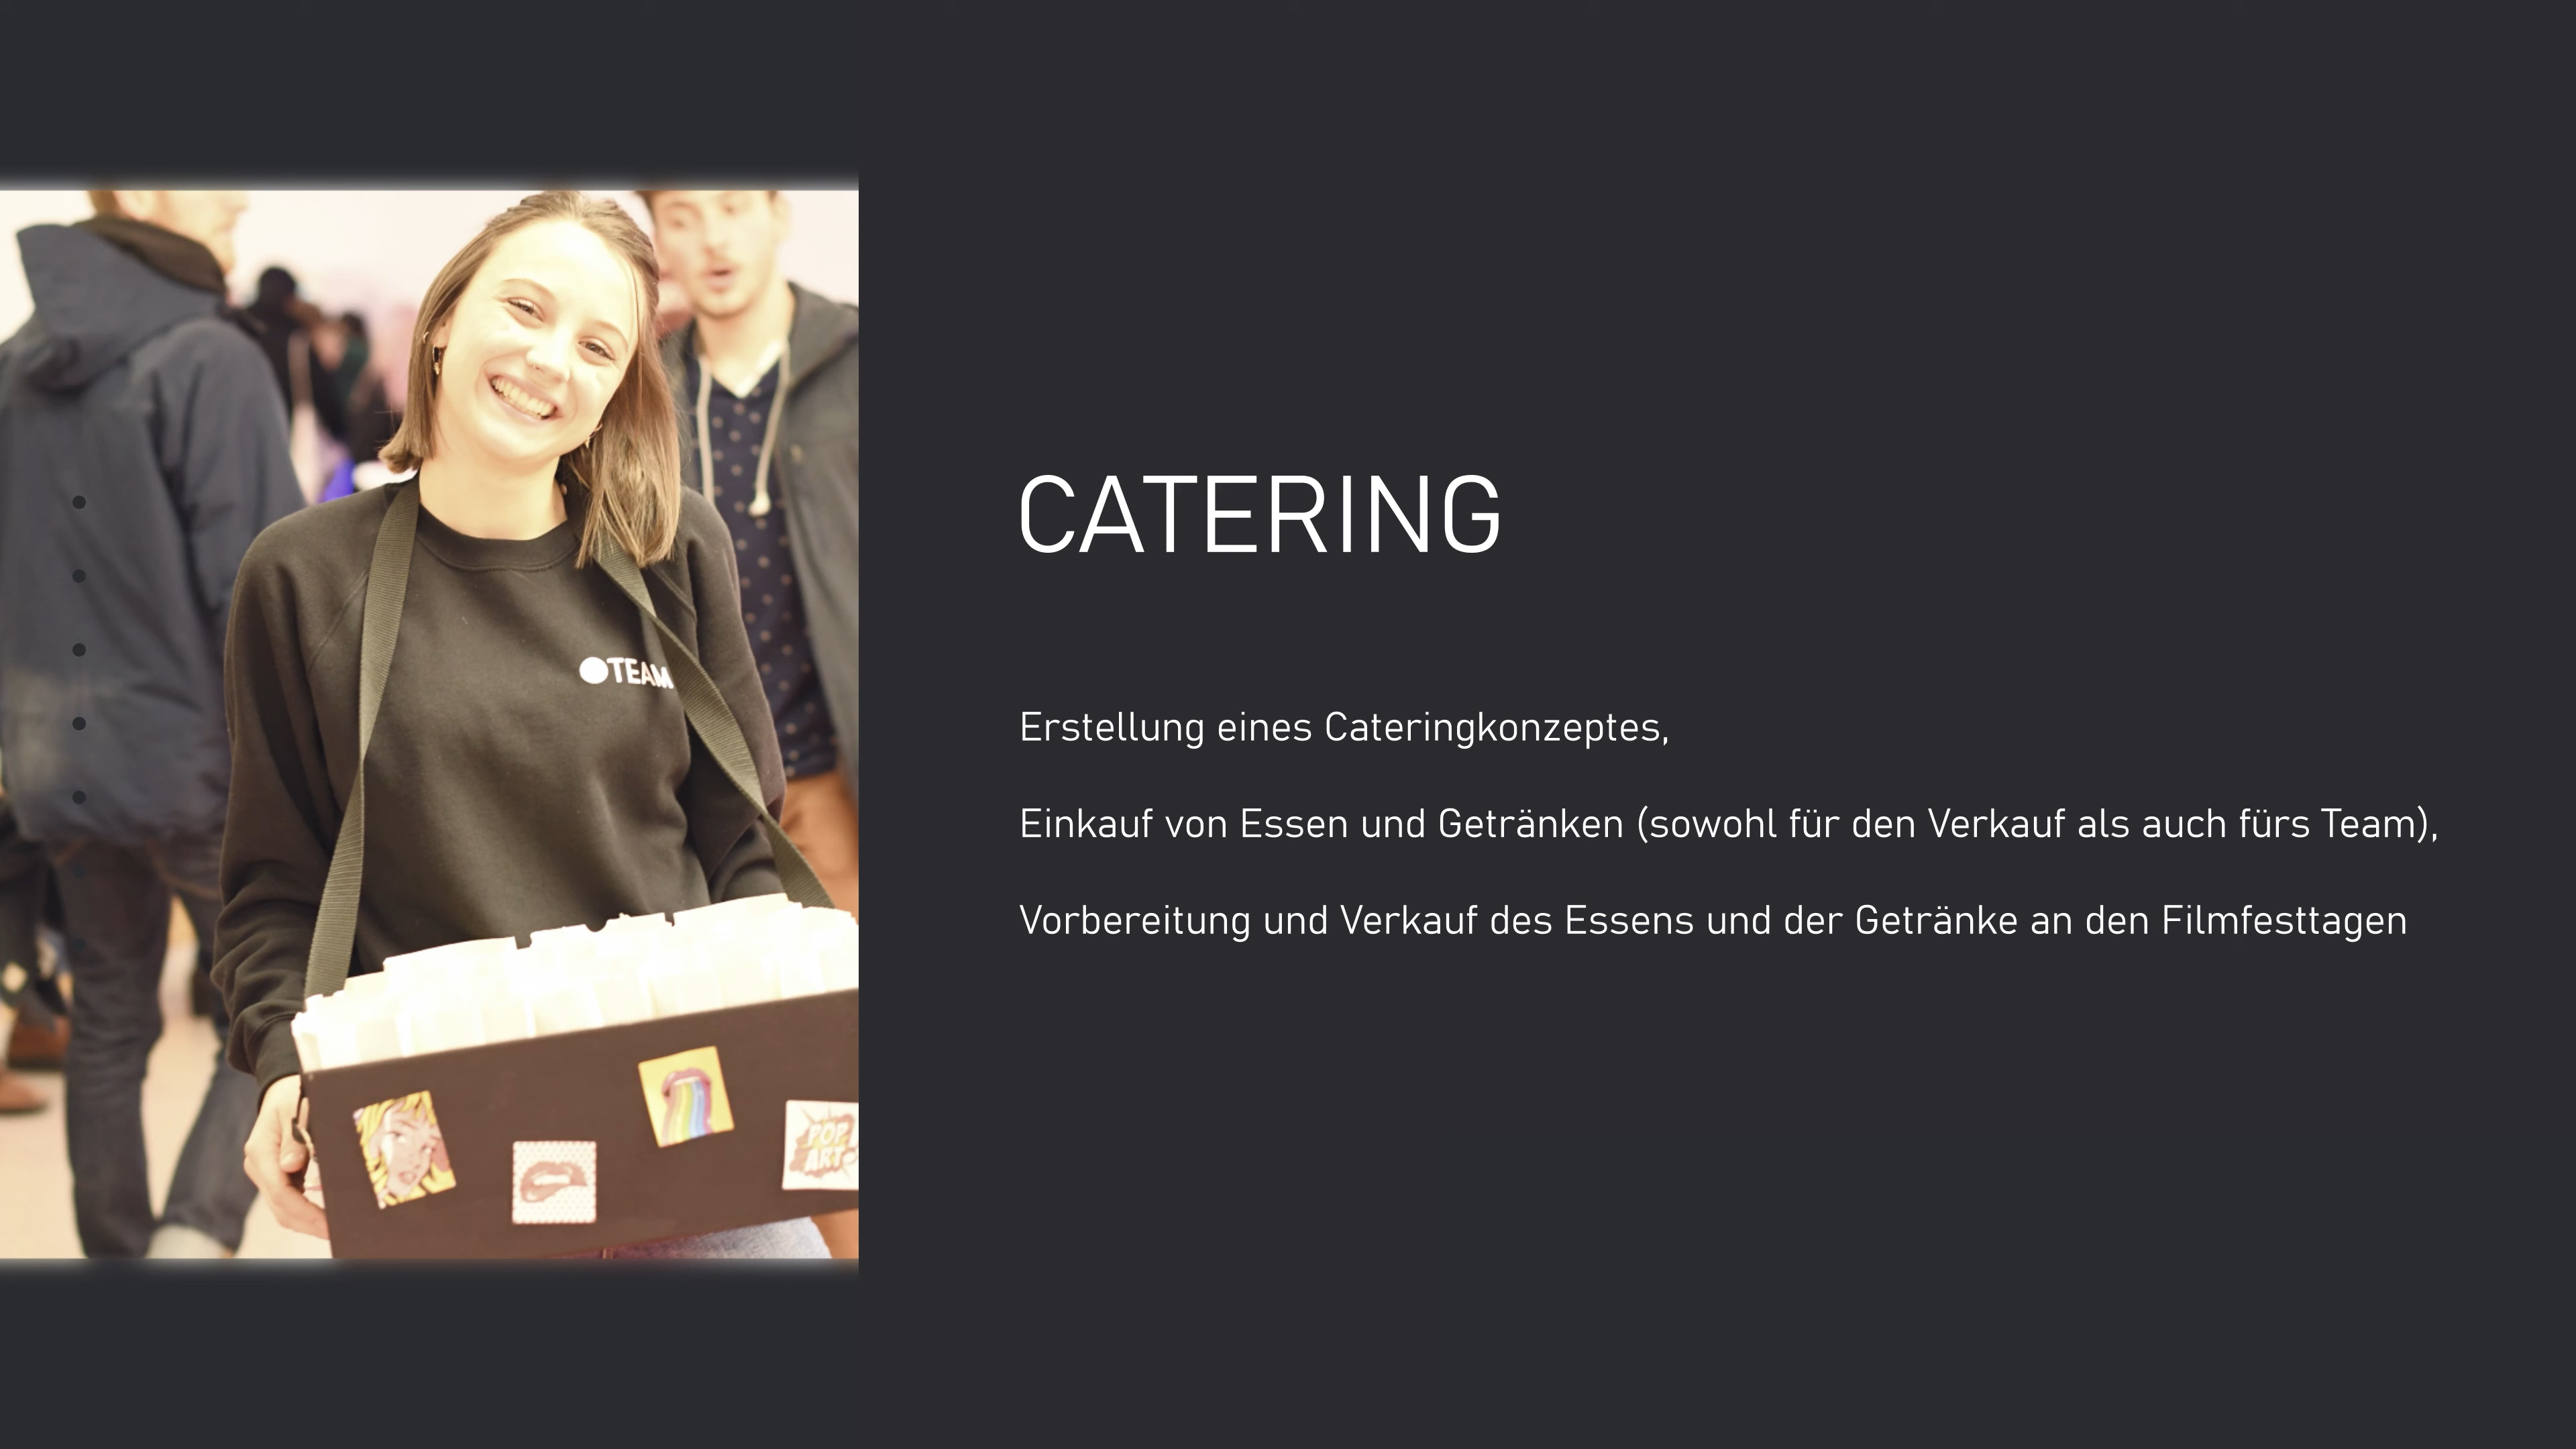 CATERING
Erstellung eines Cateringkonzeptes,
Einkauf von Essen und Getränken (sowohl für den Verkauf als auch fürs Team),
Vorbereitung und Verkauf des Essens und der Getränke an den Filmfesttagen
TEAM
POP
ART